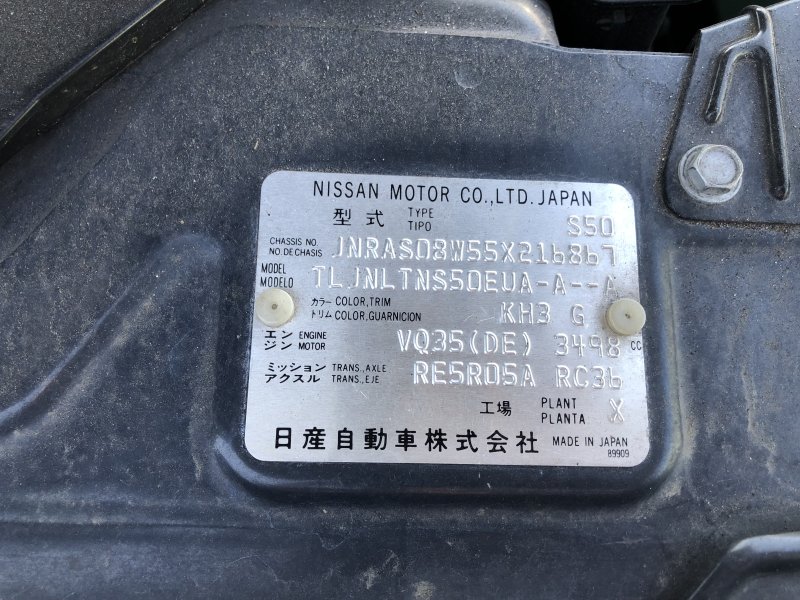 NISSAN MOTOR CO.,LTD. JAPAN
型式 TYPE TIPO S50
CHASSIS NO. NO. DE CHASIS JNRAS08W55X216867
MODEL MODELO TLJNLTNS50EUA-A--A
カラー COLOR,TRIM トリム COLOR,GUARNICION KH3 G
エンジン ENGINE MOTOR VQ35(DE) 3498 CC
ミッション TRANS.,AXLE アクスル TRANS.,EJE RE5R05A RC36
工場 PLANT PLANTA X
日産自動車株式会社 MADE IN JAPAN
89909